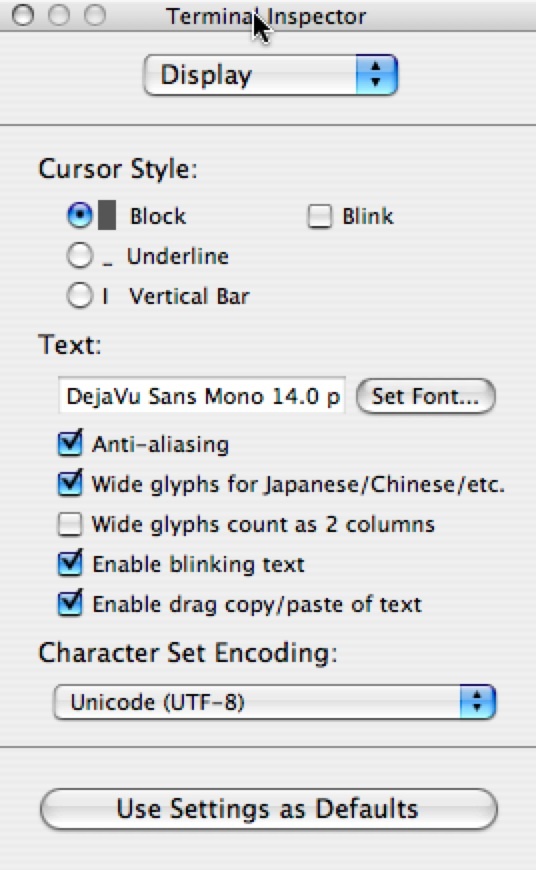 Terminal Inspector
Display
Cursor Style:
Block Blink
_ Underline
| Vertical Bar
Text:
DejaVu Sans Mono 14.0 p Set Font...
Anti-aliasing
Wide glyphs for Japanese/Chinese/etc.
Wide glyphs count as 2 columns
Enable blinking text
Enable drag copy/paste of text
Character Set Encoding:
Unicode (UTF-8)
Use Settings as Defaults